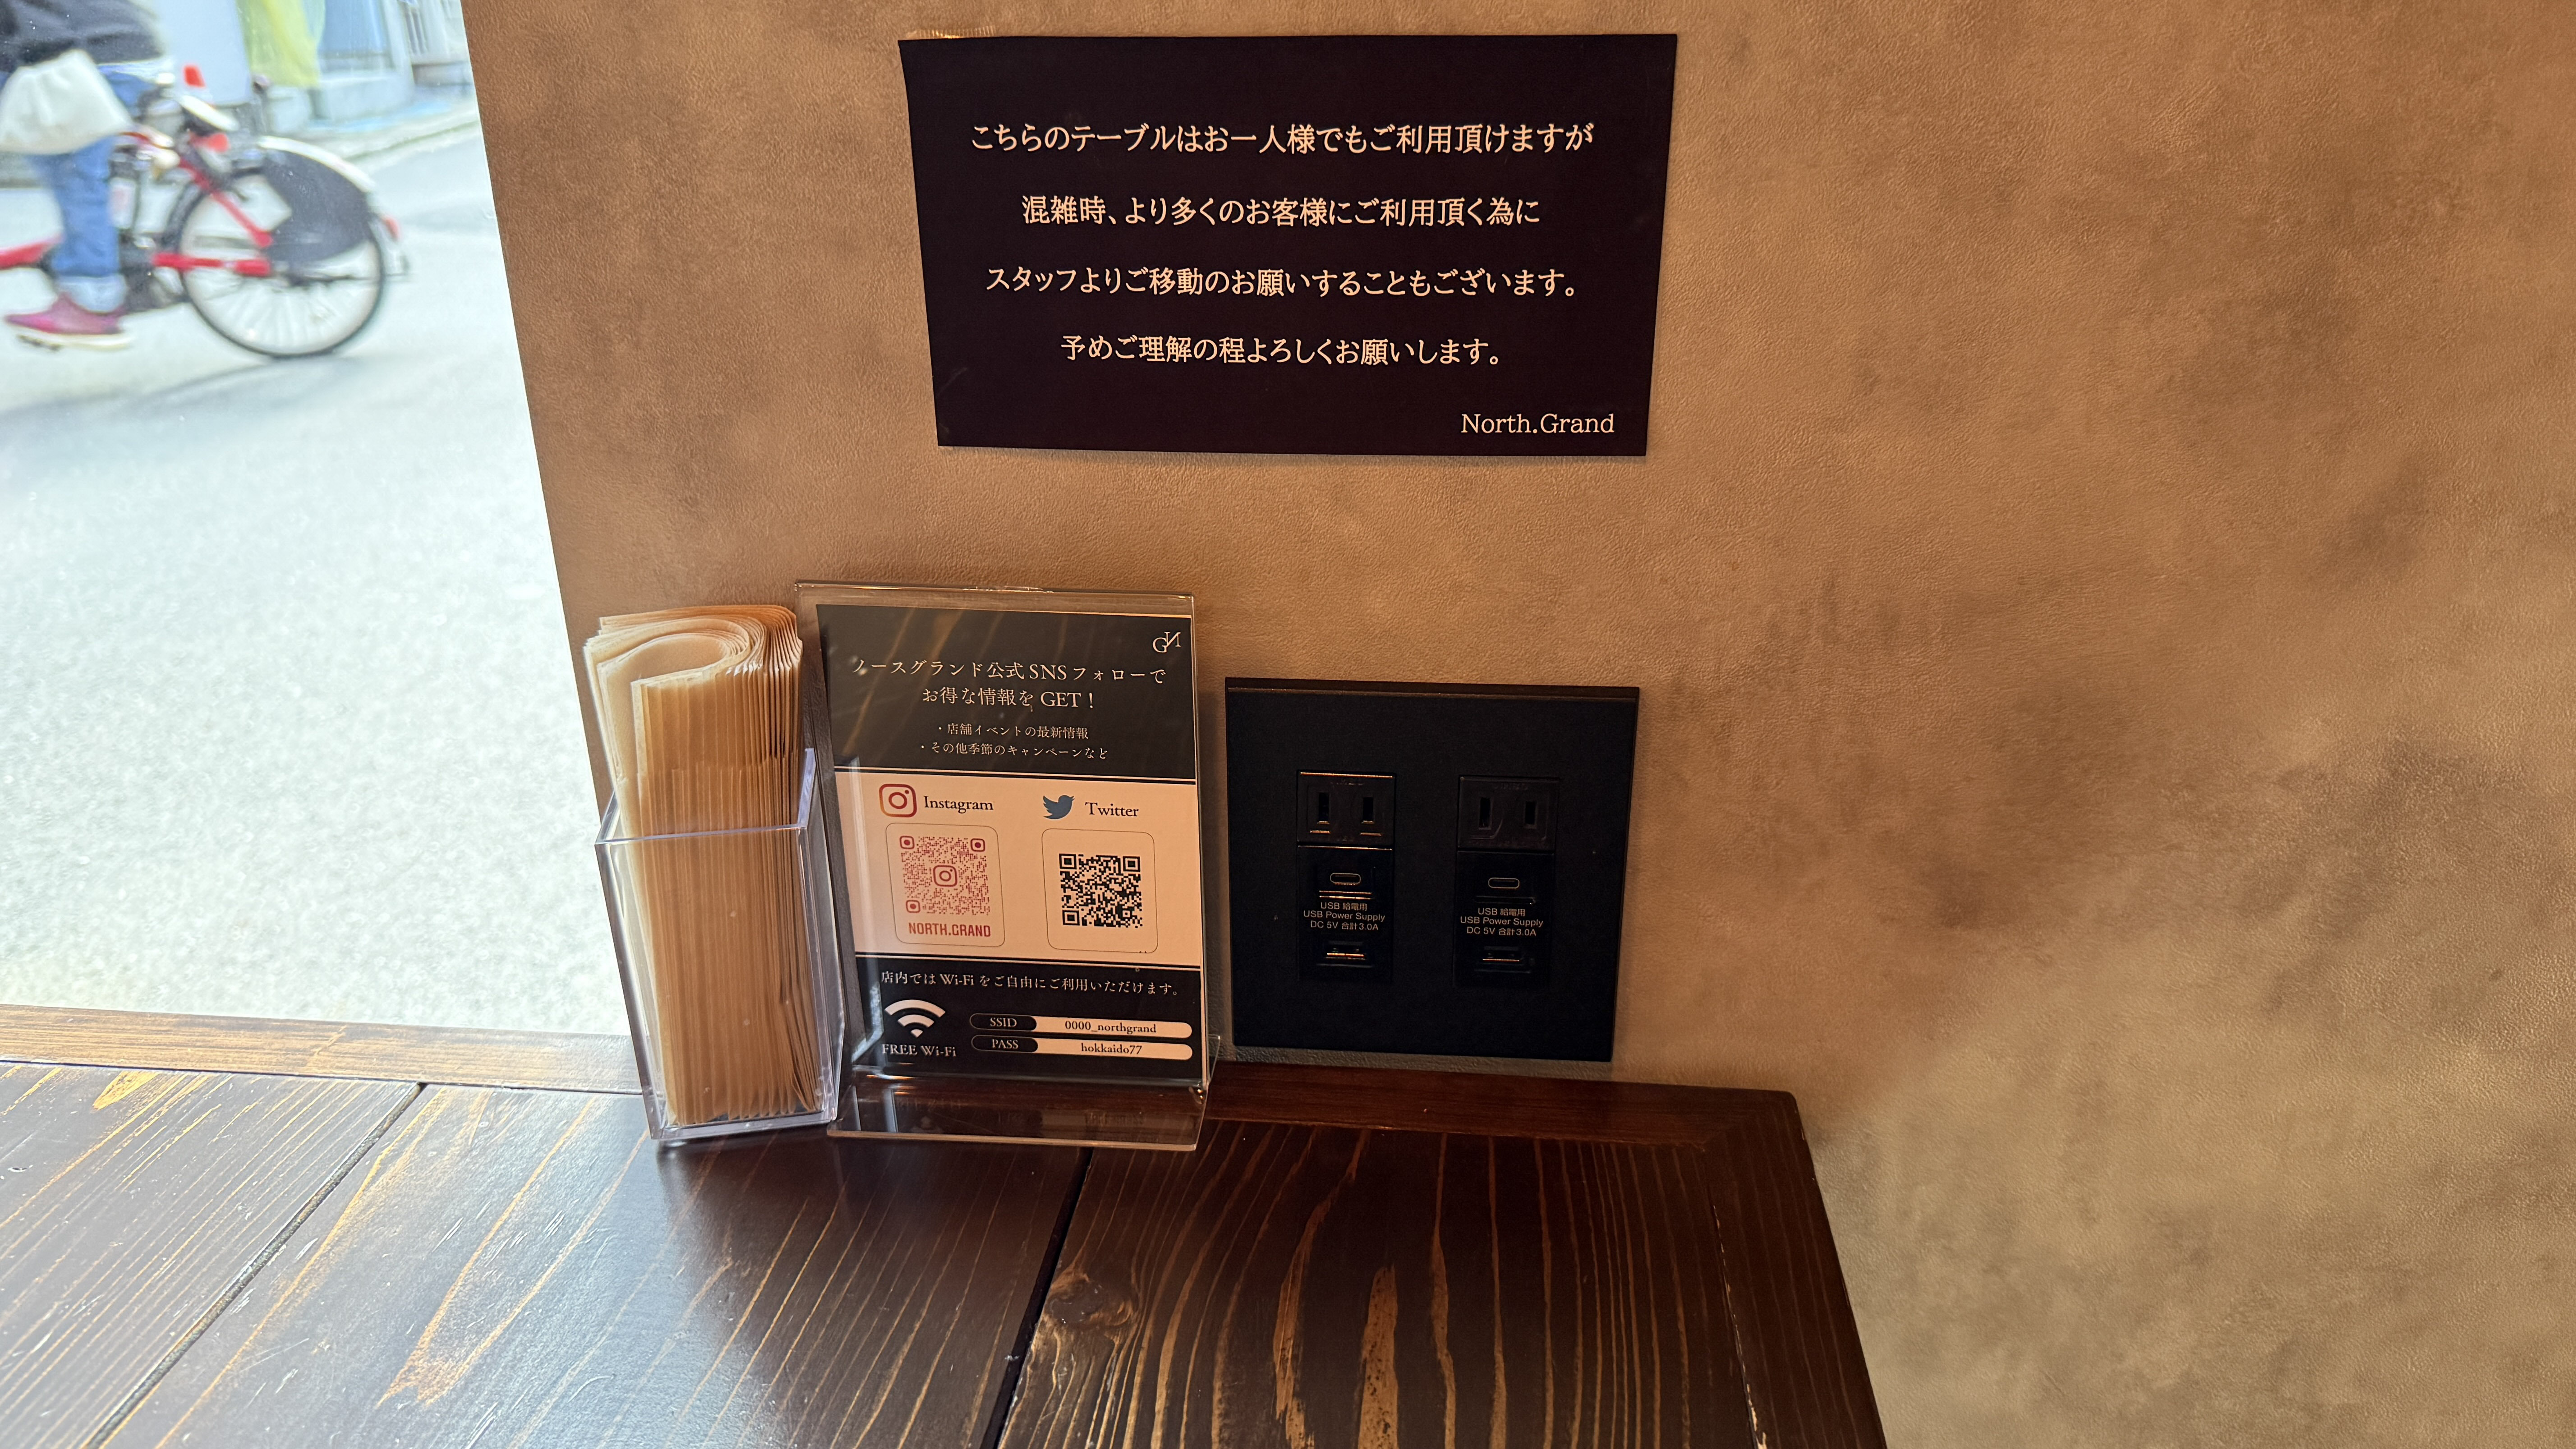 こちらのテーブルはお一人様でもご利用頂けますが
混雑時、より多くのお客様にご利用頂く為に
スタッフよりご移動のお願いすることもございます。
予めご理解の程よろしくお願いします。
North.Grand
GN
ノースグランド公式SNSフォローで
お得な情報をGET！
・店舗イベントの最新情報
・その他季節のキャンペーンなど
Instagram
Twitter
NORTH.GRAND
店内ではWi-Fiをご自由にご利用いただけます。
FREE Wi-Fi
SSID 0000_northgrand
PASS hokkaido77
USB 給電用
USB Power Supply
DC 5V 合計3.0A
USB 給電用
USB Power Supply
DC 5V 合計3.0A